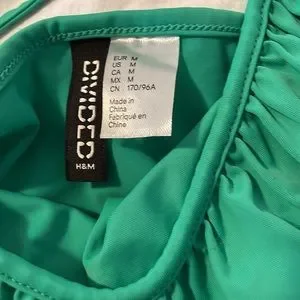 DIVIDED
H&M
EUR M
US M
CA M
MX M
CN 170/96A
Made in
China
Fabriqué en
Chine